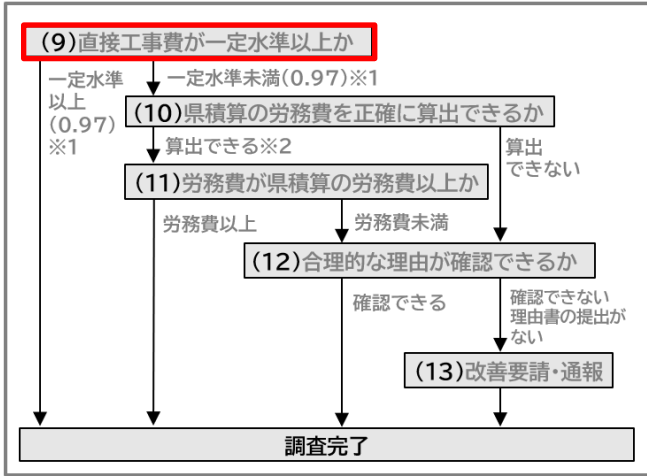 (9)直接工事費が一定水準以上か
一定水準
以上
(0.97)
※1
一定水準未満(0.97)※1
(10)県積算の労務費を正確に算出できるか
算出できる※2
算出
できない
(11)労務費が県積算の労務費以上か
労務費以上
労務費未満
(12)合理的な理由が確認できるか
確認できる
確認できない
理由書の提出が
ない
(13)改善要請・通報
調査完了